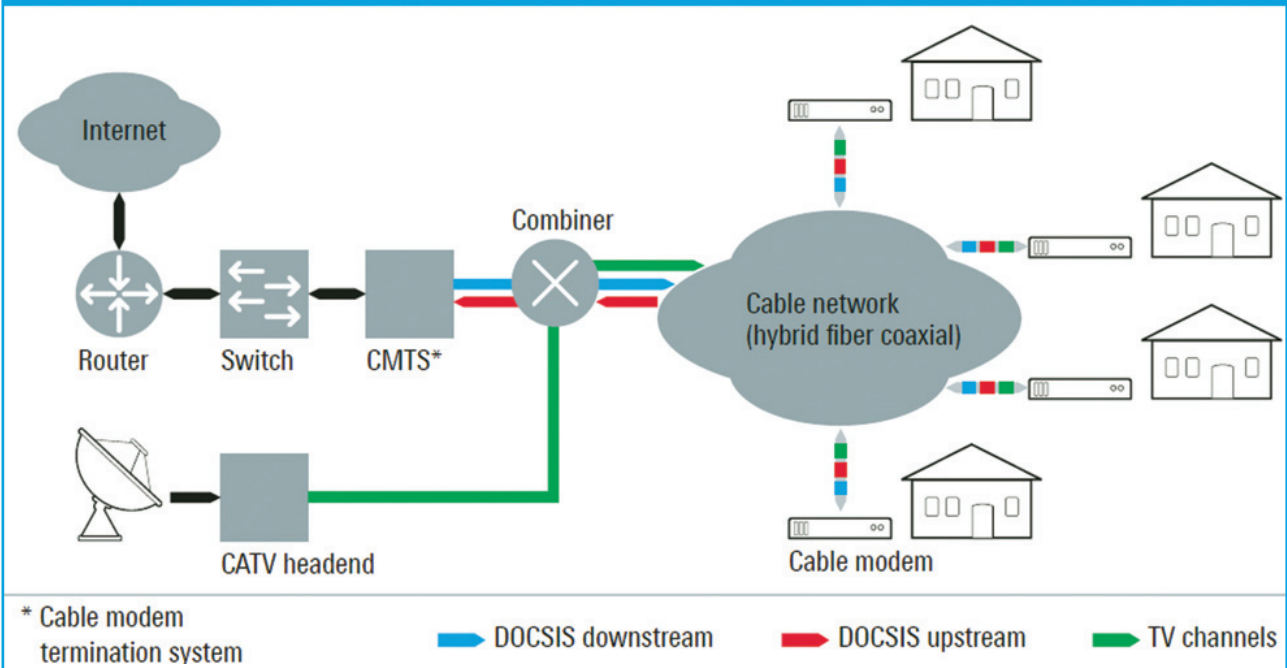 Internet
Combiner
Cable network
(hybrid fiber coaxial)
Router
Switch
CMTS*
CATV headend
Cable modem
* Cable modem
termination system
DOCSIS downstream
DOCSIS upstream
TV channels